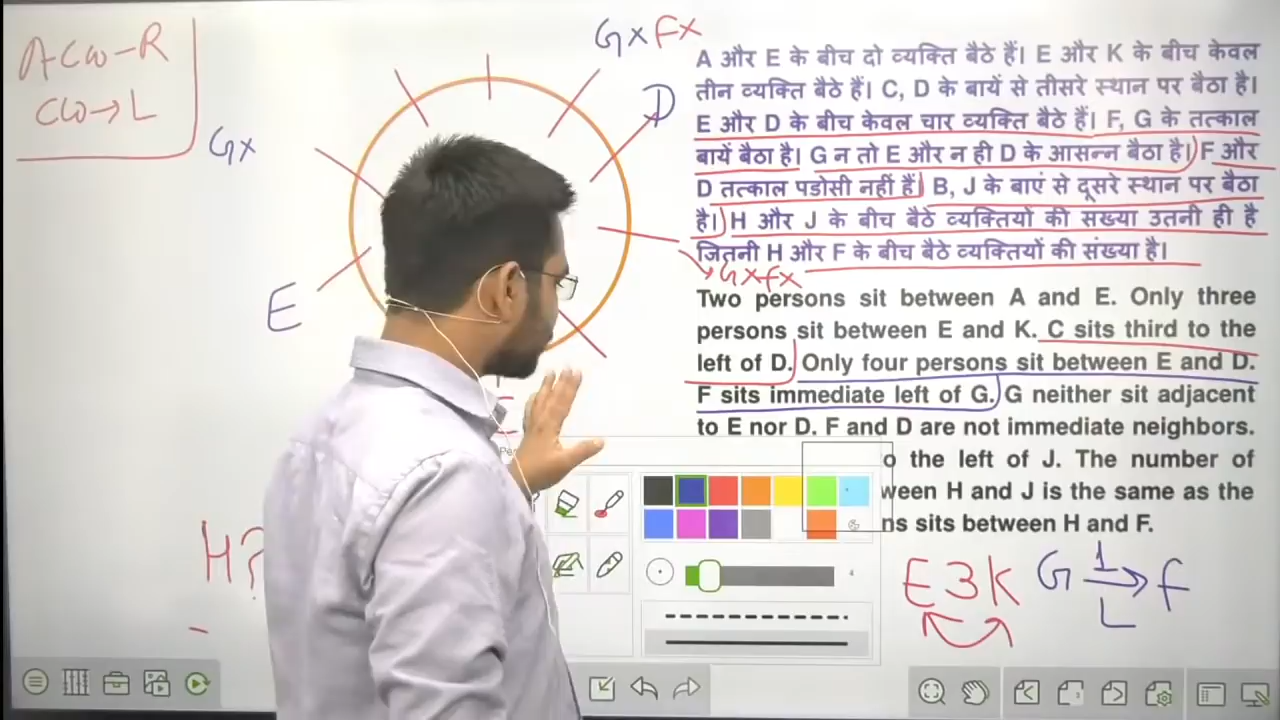 ACW-R
CW→L
G×
G×F×
D
E
A और E के बीच दो व्यक्ति बैठे हैं। E और K के बीच केवल
तीन व्यक्ति बैठे हैं। C, D के बायें से तीसरे स्थान पर बैठा है।
E और D के बीच केवल चार व्यक्ति बैठे हैं। F, G के तत्काल
बायें बैठा है। G न तो E और न ही D के आसन्न बैठा है। F और
D तत्काल पडोसी नहीं हैं। B, J के बाएं से दूसरे स्थान पर बैठा
है। H और J के बीच बैठे व्यक्तियों की संख्या उतनी ही है
जितनी H और F के बीच बैठे व्यक्तियों की संख्या है।
G×F×
Two persons sit between A and E. Only three
persons sit between E and K. C sits third to the
left of D. Only four persons sit between E and D.
F sits immediate left of G. G neither sit adjacent
to E nor D. F and D are not immediate neighbors.
o the left of J. The number of
ween H and J is the same as the
ns sits between H and F.
H?
E3K G 1 → F
L
4